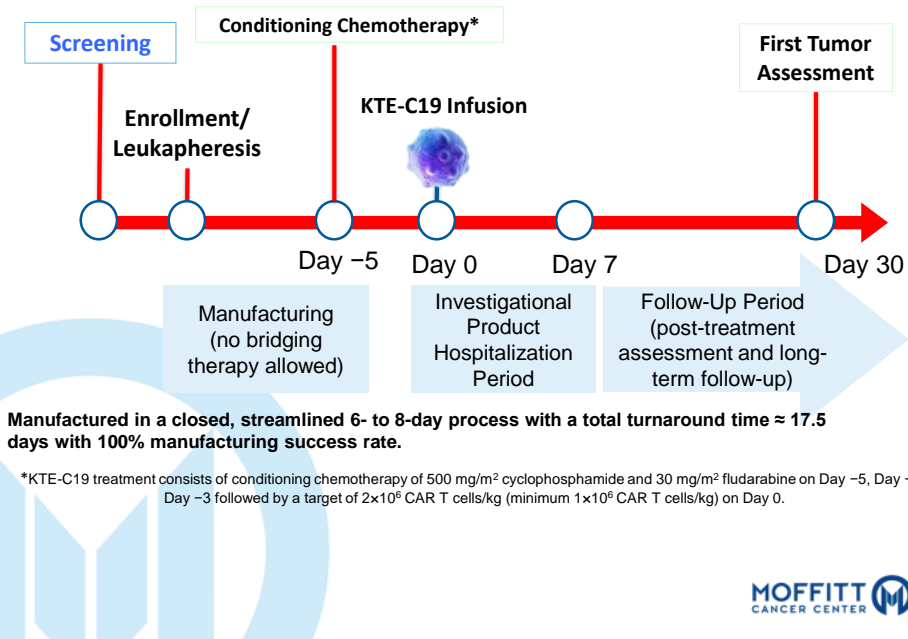 Screening
Conditioning Chemotherapy*
First Tumor
Assessment
Enrollment/
Leukapheresis
KTE-C19 Infusion
Day −5
Day 0
Day 7
Day 30
Manufacturing
(no bridging
therapy allowed)
Investigational
Product
Hospitalization
Period
Follow-Up Period
(post-treatment
assessment and long-
term follow-up)
Manufactured in a closed, streamlined 6- to 8-day process with a total turnaround time ≈ 17.5
days with 100% manufacturing success rate.
*KTE-C19 treatment consists of conditioning chemotherapy of 500 mg/m² cyclophosphamide and 30 mg/m² fludarabine on Day −5, Day −
Day −3 followed by a target of 2×10⁶ CAR T cells/kg (minimum 1×10⁶ CAR T cells/kg) on Day 0.
MOFFITT
CANCER CENTER